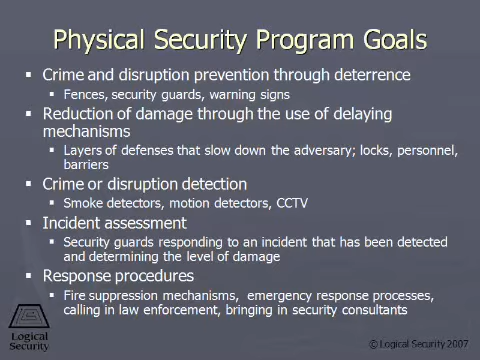 Physical Security Program Goals
▪ Crime and disruption prevention through deterrence
▪ Fences, security guards, warning signs
▪ Reduction of damage through the use of delaying
mechanisms
▪ Layers of defenses that slow down the adversary; locks, personnel,
barriers
▪ Crime or disruption detection
▪ Smoke detectors, motion detectors, CCTV
▪ Incident assessment
▪ Security guards responding to an incident that has been detected
and determining the level of damage
▪ Response procedures
▪ Fire suppression mechanisms, emergency response processes,
calling in law enforcement, bringing in security consultants
Logical
Security
© Logical Security 2007